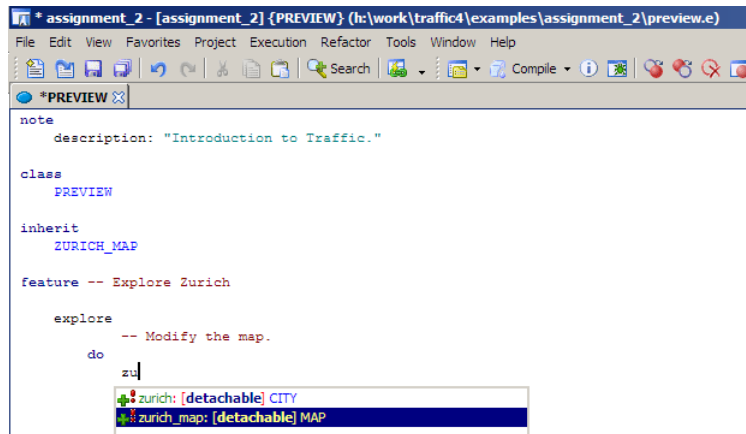 * assignment_2 - [assignment_2] {PREVIEW} (h:\work\traffic4\examples\assignment_2\preview.e)
File Edit View Favorites Project Execution Refactor Tools Window Help
Search Compile
*PREVIEW
note
description: "Introduction to Traffic."
class
PREVIEW
inherit
ZURICH_MAP
feature -- Explore Zurich
explore
-- Modify the map.
do
zu
zurich: [detachable] CITY
zurich_map: [detachable] MAP